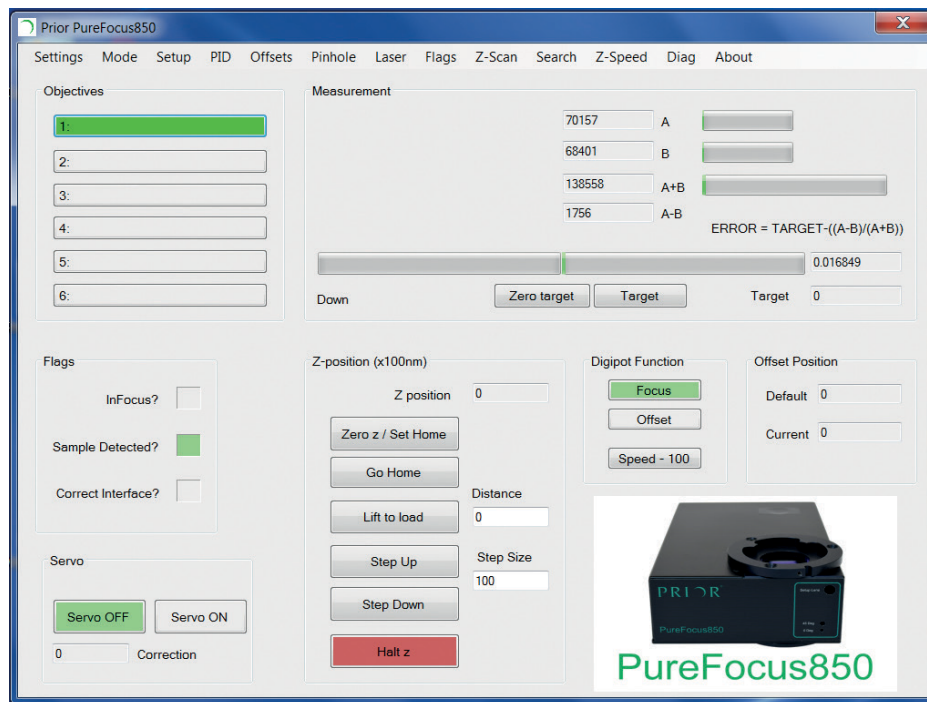 Prior PureFocus850
Settings Mode Setup PID Offsets Pinhole Laser Flags Z-Scan Search Z-Speed Diag About
Objectives
1:
2:
3:
4:
5:
6:
Measurement
70157 A
68401 B
138558 A+B
1756 A-B
ERROR = TARGET-((A-B)/(A+B))
0.016849
Down Zero target Target Target 0
Flags
InFocus?
Sample Detected?
Correct Interface?
Servo
Servo OFF Servo ON
0 Correction
Z-position (x100nm)
Z position 0
Zero z / Set Home
Go Home
Distance
Lift to load 0
Step Size
Step Up 100
Step Down
Halt z
Digipot Function
Focus
Offset
Speed - 100
Offset Position
Default 0
Current 0
PRIOR
PureFocus850
PureFocus850